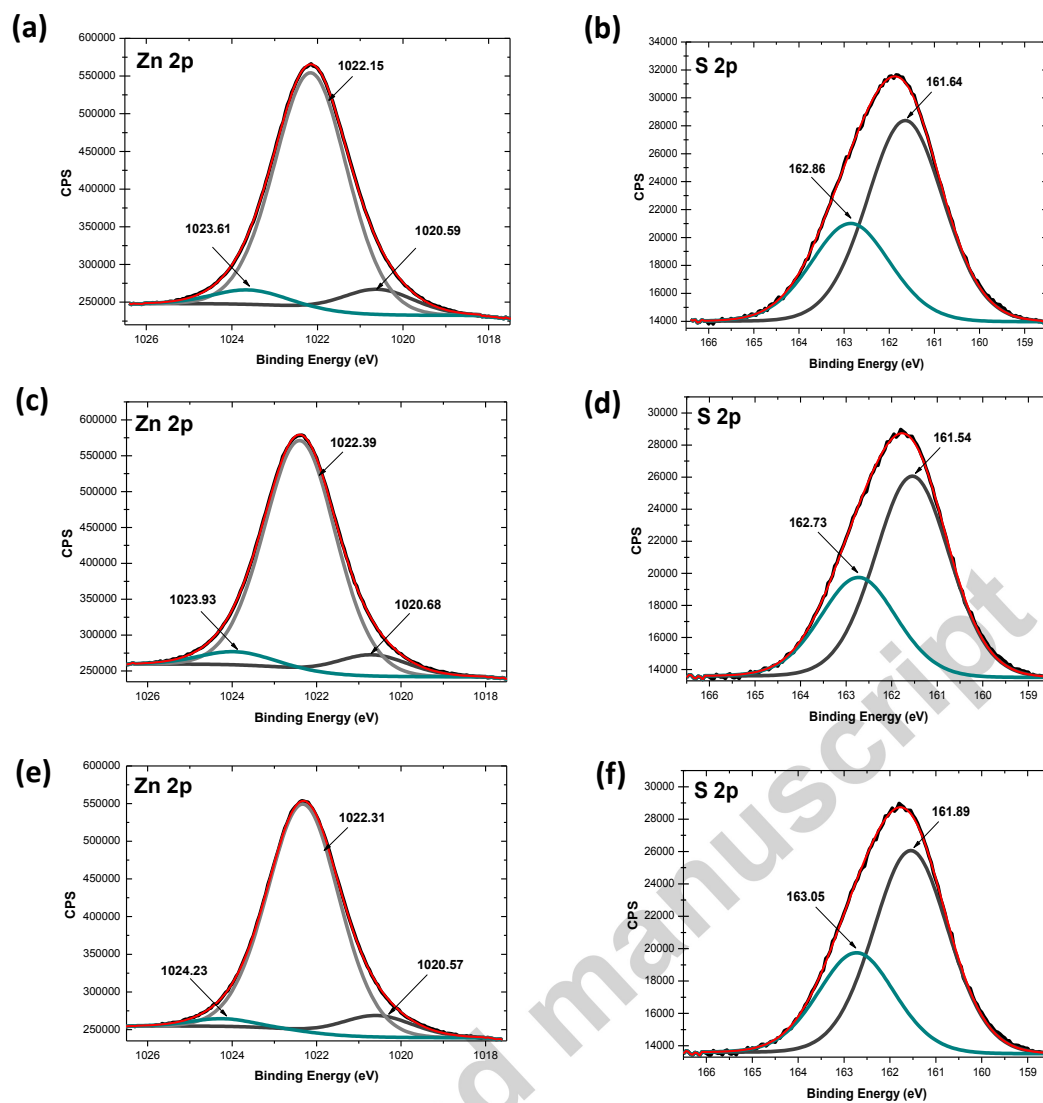 (a)
Zn 2p
600000
550000
500000
450000
400000
350000
300000
250000
CPS
1022.15
1023.61
1020.59
1026 1024 1022 1020 1018
Binding Energy (eV)
(b)
S 2p
34000
32000
30000
28000
26000
24000
22000
20000
18000
16000
14000
CPS
161.64
162.86
166 165 164 163 162 161 160 159
Binding Energy (eV)
(c)
Zn 2p
600000
550000
500000
450000
400000
350000
300000
250000
CPS
1022.39
1023.93
1020.68
1026 1024 1022 1020 1018
Binding Energy (eV)
(d)
S 2p
30000
28000
26000
24000
22000
20000
18000
16000
14000
CPS
161.54
162.73
166 165 164 163 162 161 160 159
Binding Energy (eV)
(e)
Zn 2p
600000
550000
500000
450000
400000
350000
300000
250000
CPS
1022.31
1024.23
1020.57
1026 1024 1022 1020 1018
Binding Energy (eV)
(f)
S 2p
30000
28000
26000
24000
22000
20000
18000
16000
14000
CPS
161.89
163.05
166 165 164 163 162 161 160 159
Binding Energy (eV)
d manuscript